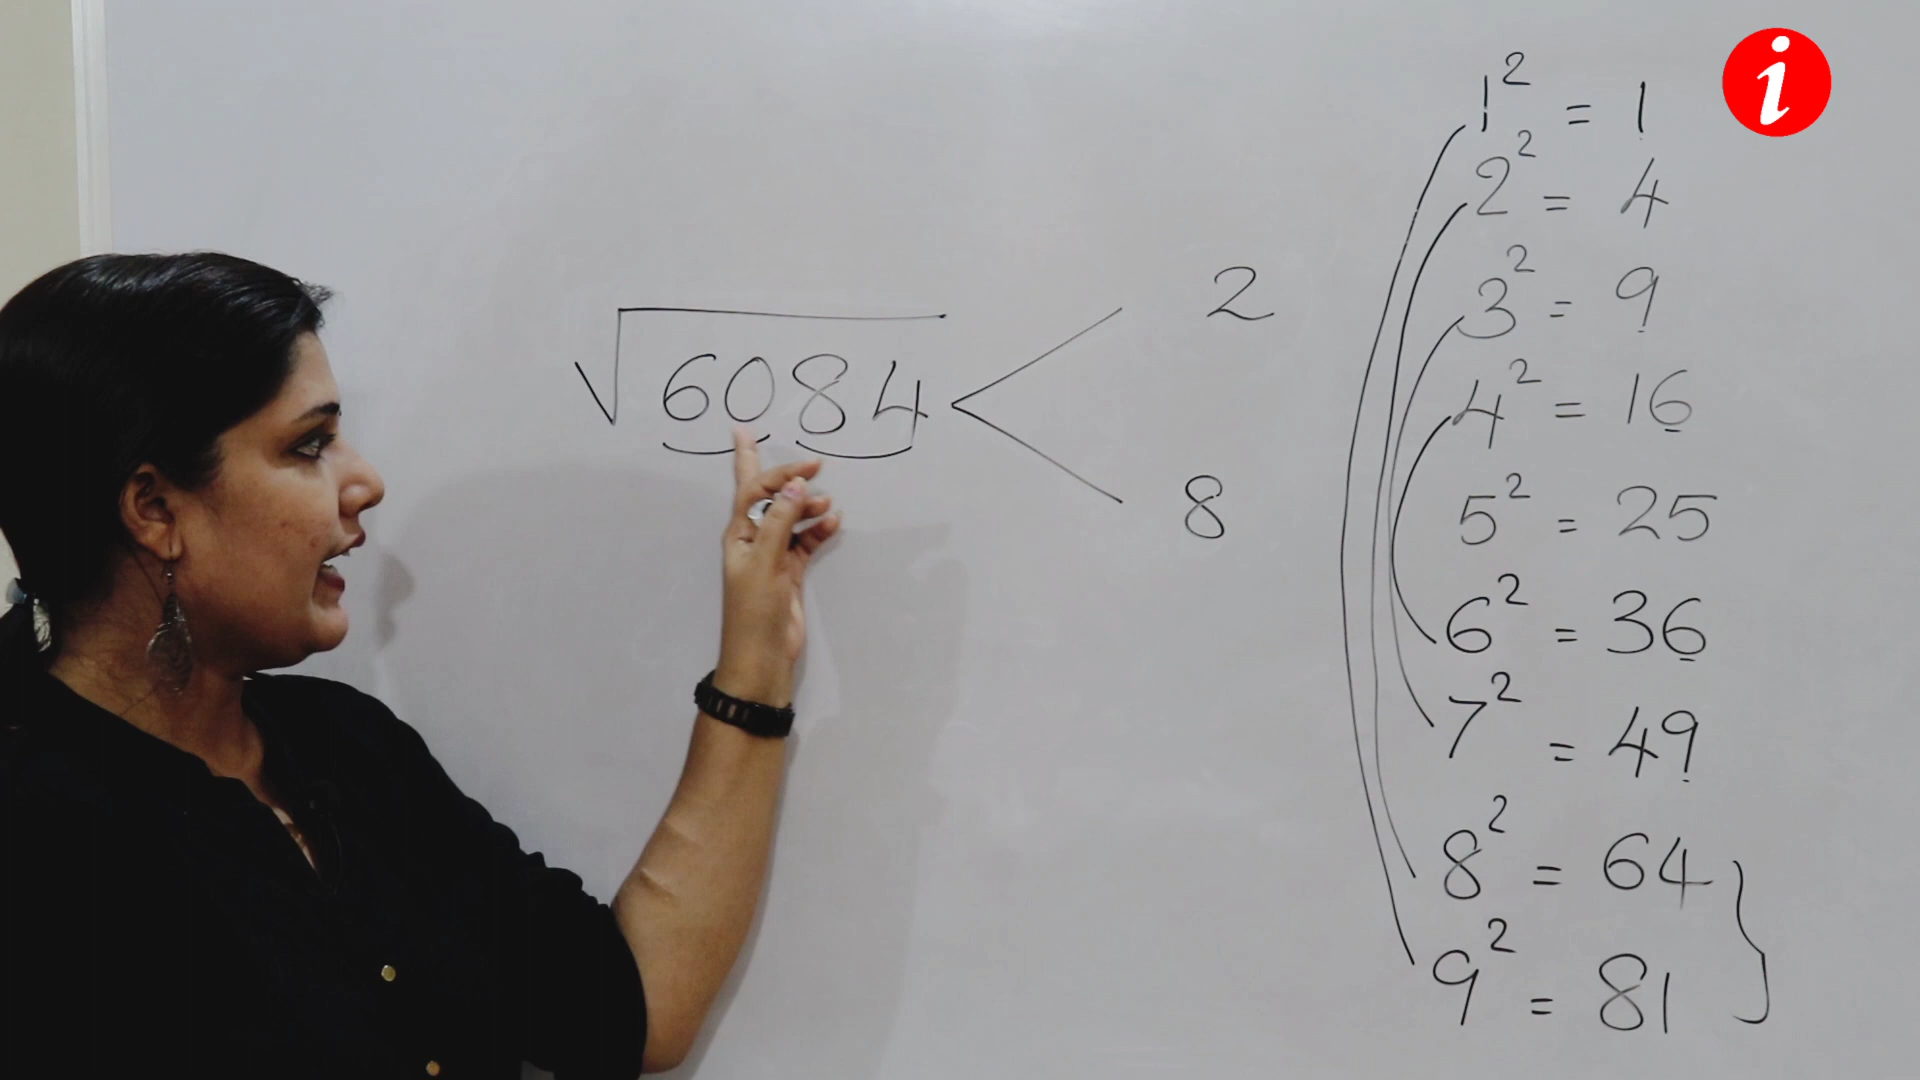 √6084
2
8
1² = 1
2² = 4
3² = 9
4² = 16
5² = 25
6² = 36
7² = 49
8² = 64
9² = 81
i